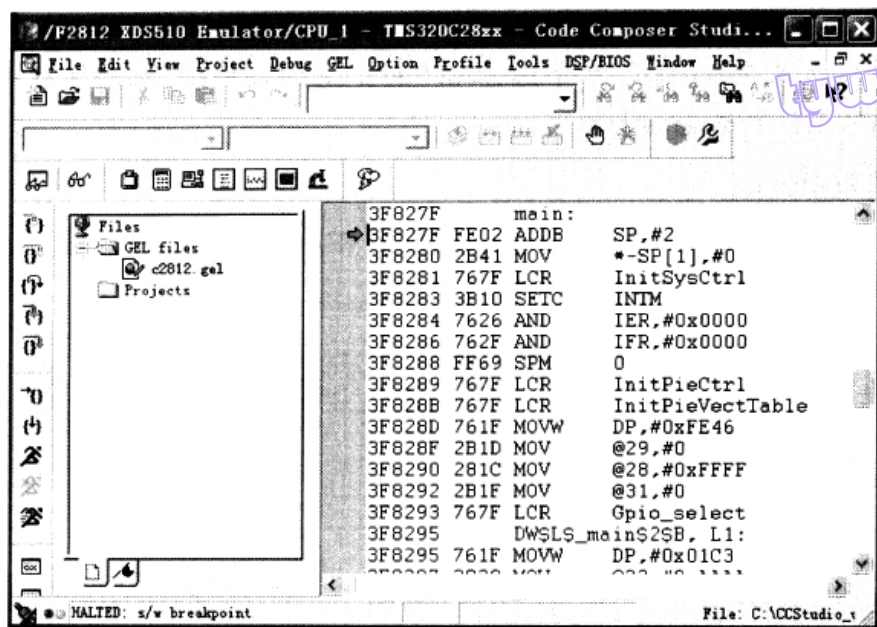 /F2812 XDS510 Emulator/CPU_1 - TMS320C28xx - Code Composer Studi...
File Edit View Project Debug GEL Option Profile Tools DSP/BIOS Window Help
Files
GEL files
c2812.gel
Projects
3F827F main:
3F827F FE02 ADDB SP,#2
3F8280 2B41 MOV *-SP[1],#0
3F8281 767F LCR InitSysCtrl
3F8283 3B10 SETC INTM
3F8284 7626 AND IER,#0x0000
3F8286 762F AND IFR,#0x0000
3F8288 FF69 SPM 0
3F8289 767F LCR InitPieCtrl
3F828B 767F LCR InitPieVectTable
3F828D 761F MOVW DP,#0xFE46
3F828F 2B1D MOV @29,#0
3F8290 281C MOV @28,#0xFFFF
3F8292 2B1F MOV @31,#0
3F8293 767F LCR Gpio_select
3F8295 DW$L$_main$2$B, L1:
3F8295 761F MOVW DP,#0x01C3
HALTED: s/w breakpoint
File: C:\CCStudio_v